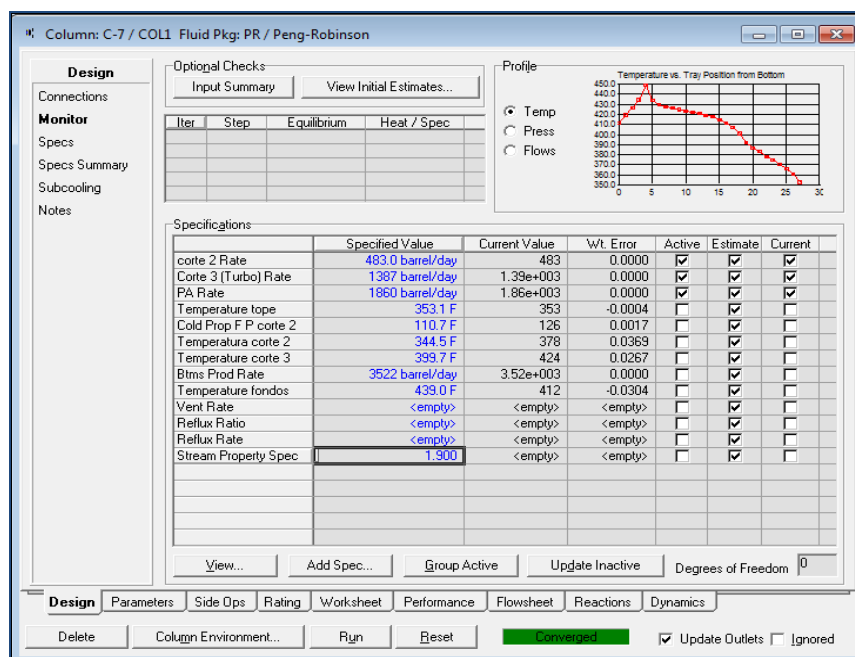 Column: C-7 / COL1 Fluid Pkg: PR / Peng-Robinson
Design
Connections
Monitor
Specs
Specs Summary
Subcooling
Notes
Optional Checks
Input Summary View Initial Estimates...
Iter Step Equilibrium Heat / Spec
Profile
Temp
Press
Flows
Temperature vs. Tray Position from Bottom
450.0
440.0
430.0
420.0
410.0
400.0
390.0
380.0
370.0
360.0
350.0
0 5 10 15 20 25 30
Specifications
Specified Value Current Value Wt. Error Active Estimate Current
corte 2 Rate 483.0 barrel/day 483 0.0000
Corte 3 (Turbo) Rate 1387 barrel/day 1.39e+003 0.0000
PA Rate 1860 barrel/day 1.86e+003 0.0000
Temperature tope 353.1 F 353 -0.0004
Cold Prop F P corte 2 110.7 F 126 0.0017
Temperatura corte 2 344.5 F 378 0.0369
Temperature corte 3 399.7 F 424 0.0267
Btms Prod Rate 3522 barrel/day 3.52e+003 0.0000
Temperature fondos 439.0 F 412 -0.0304
Vent Rate <empty> <empty> <empty>
Reflux Ratio <empty> <empty> <empty>
Reflux Rate <empty> <empty> <empty>
Stream Property Spec 1.900 <empty> <empty>
View... Add Spec... Group Active Update Inactive Degrees of Freedom 0
Design Parameters Side Ops Rating Worksheet Performance Flowsheet Reactions Dynamics
Delete Column Environment... Run Reset Converged Update Outlets Ignored